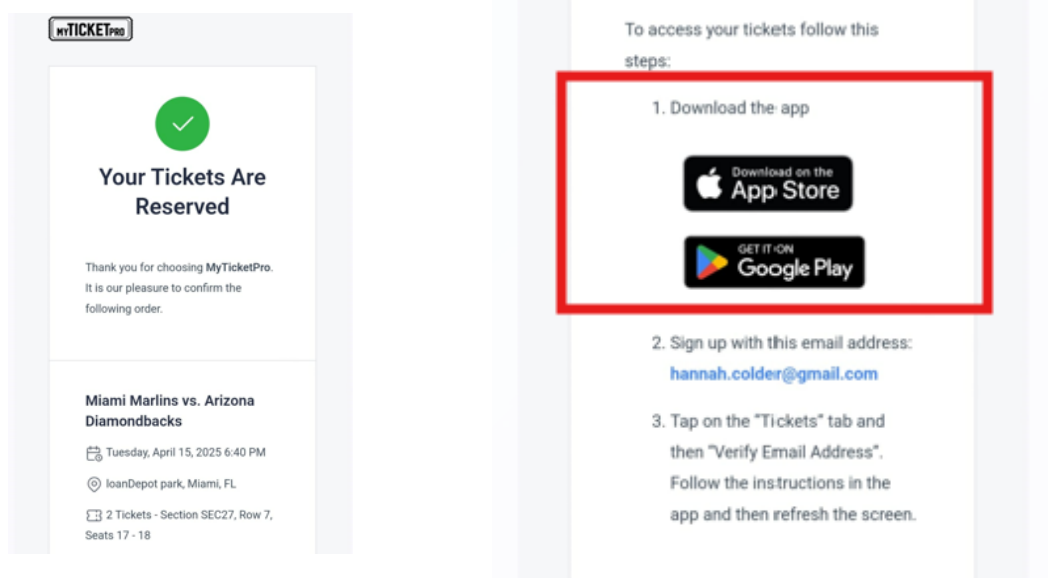 MYTICKETPRO
Your Tickets Are
Reserved
Thank you for choosing MyTicketPro.
It is our pleasure to confirm the
following order.
Miami Marlins vs. Arizona
Diamondbacks
Tuesday, April 15, 2025 6:40 PM
loanDepot park, Miami, FL
2 Tickets - Section SEC27, Row 7,
Seats 17 - 18
To access your tickets follow this
steps:
1. Download the app
Download on the
App Store
GET IT ON
Google Play
2. Sign up with this email address:
hannah.colder@gmail.com
3. Tap on the "Tickets" tab and
then "Verify Email Address".
Follow the instructions in the
app and then refresh the screen.